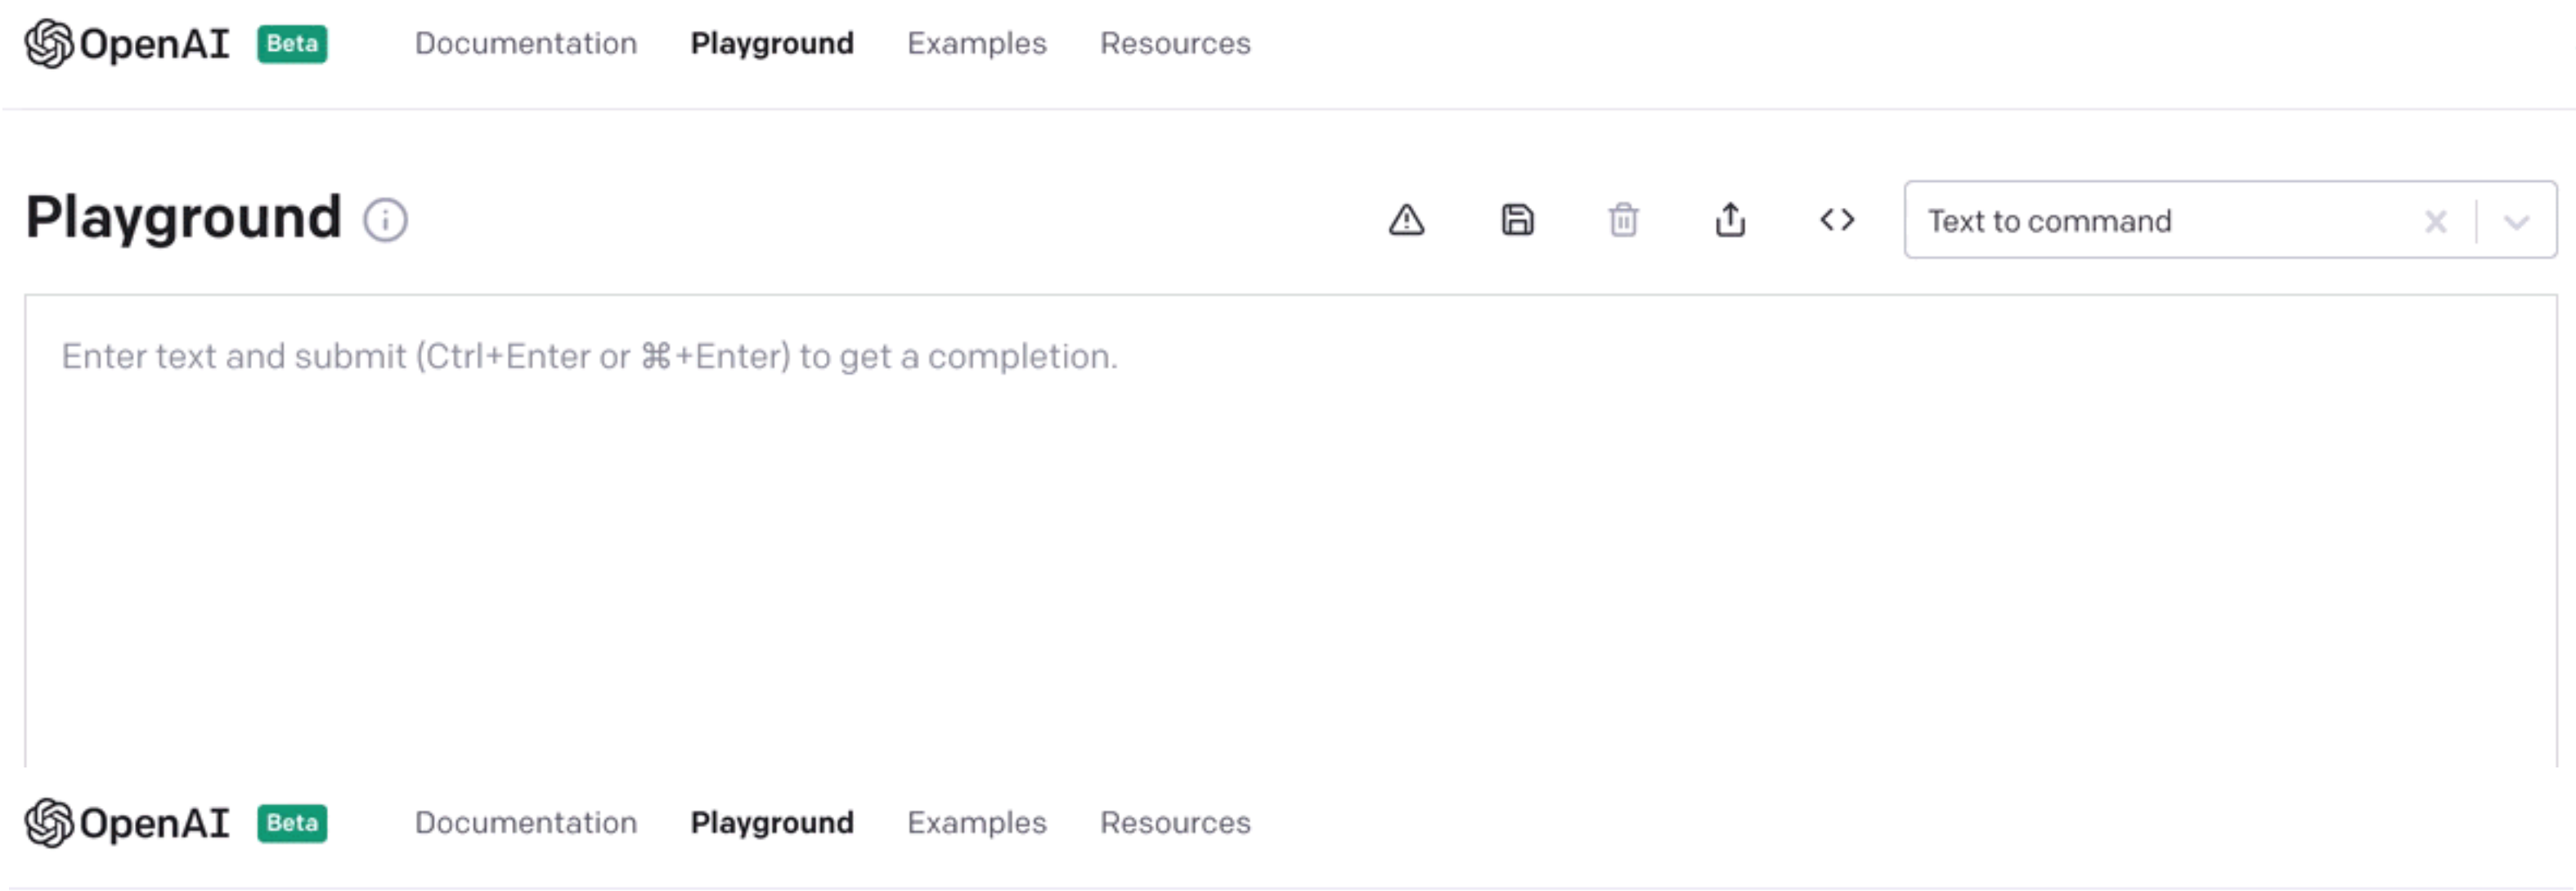 OpenAI Beta Documentation Playground Examples Resources
Playground Text to command
Enter text and submit (Ctrl+Enter or ⌘+Enter) to get a completion.
OpenAI Beta Documentation Playground Examples Resources